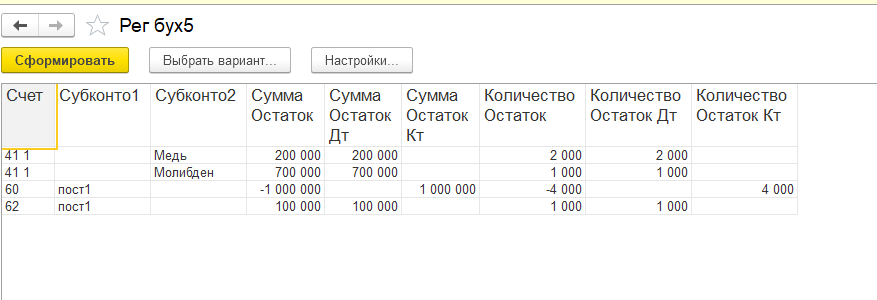 Рег бух5
Сформировать Выбрать вариант... Настройки...
Счет Субконто1 Субконто2 Сумма Остаток Сумма Остаток Дт Сумма Остаток Кт Количество Остаток Количество Остаток Дт Количество Остаток Кт
41 1 Медь 200 000 200 000 2 000 2 000
41 1 Молибден 700 000 700 000 1 000 1 000
60 пост1 -1 000 000 1 000 000 -4 000 4 000
62 пост1 100 000 100 000 1 000 1 000